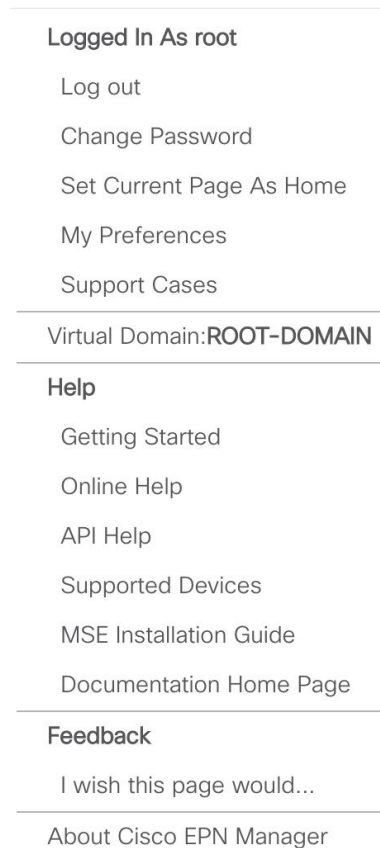 Logged In As root
Log out
Change Password
Set Current Page As Home
My Preferences
Support Cases
Virtual Domain:ROOT-DOMAIN
Help
Getting Started
Online Help
API Help
Supported Devices
MSE Installation Guide
Documentation Home Page
Feedback
I wish this page would...
About Cisco EPN Manager